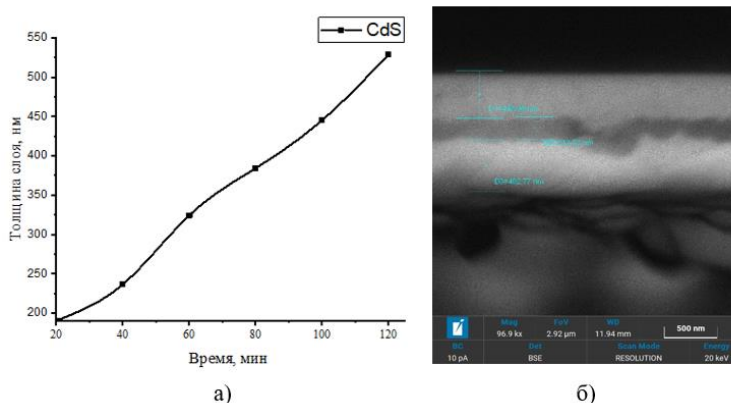 CdS
550
500
450
400
350
300
250
200
20
40
60
80
100
120
Толщина слоя, нм
Время, мин
Mag
FoV
WD
96.9 kx
2.92 μm
11.94 mm
500 nm
BC
Det
Scan Mode
Energy
10 pA
BSE
RESOLUTION
20 keV
а)
б)